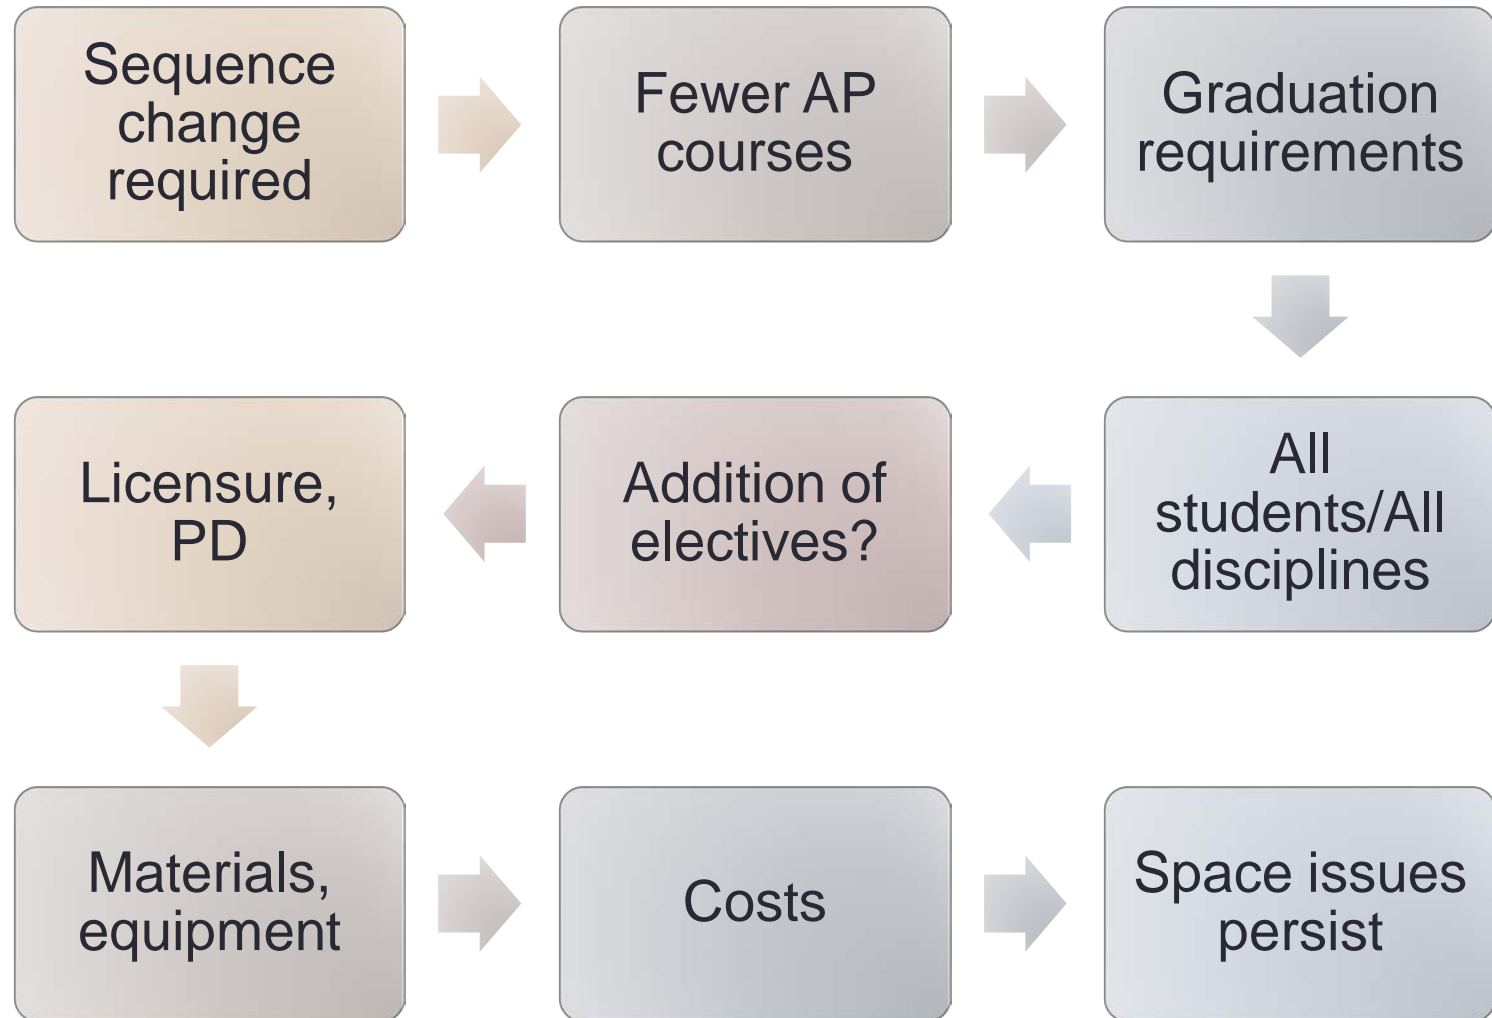 Sequence
change
required
Fewer AP
courses
Graduation
requirements
All
students/All
disciplines
Addition of
electives?
Licensure,
PD
Materials,
equipment
Costs
Space issues
persist